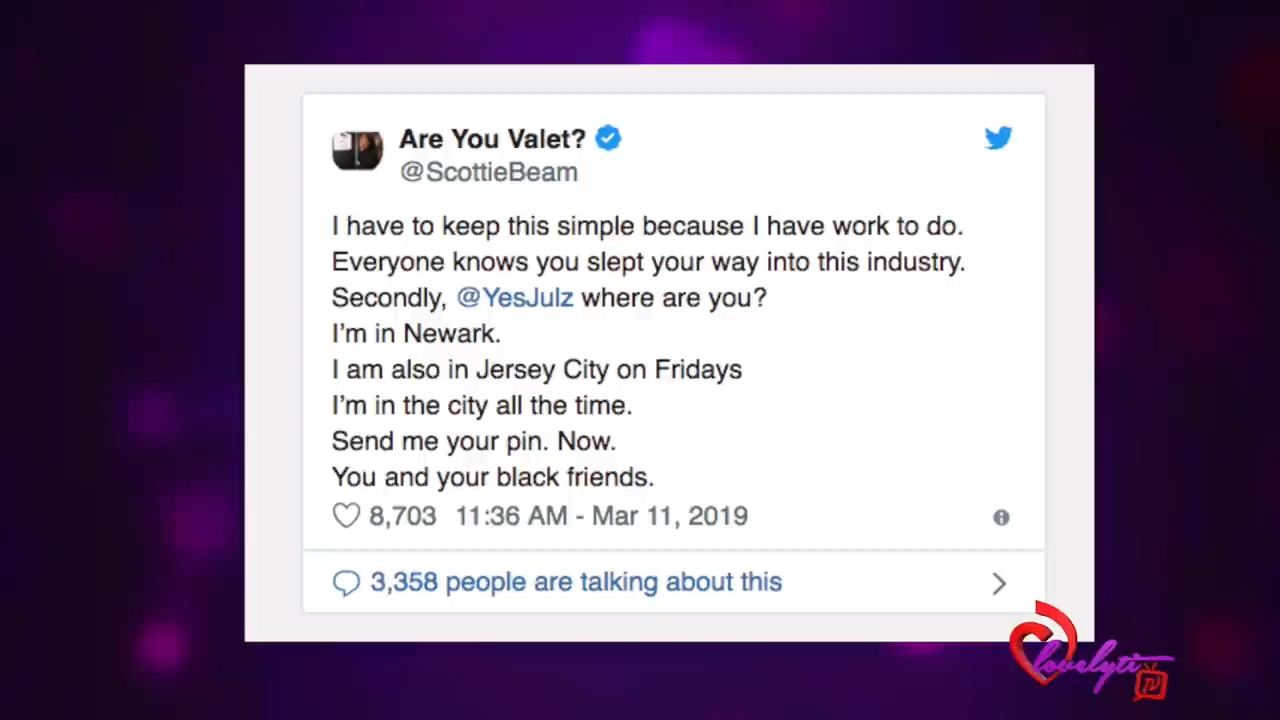 Are You Valet?
@ScottieBeam
I have to keep this simple because I have work to do.
Everyone knows you slept your way into this industry.
Secondly, @YesJulz where are you?
I’m in Newark.
I am also in Jersey City on Fridays
I’m in the city all the time.
Send me your pin. Now.
You and your black friends.
8,703 11:36 AM - Mar 11, 2019
3,358 people are talking about this
Lovelyti
TV